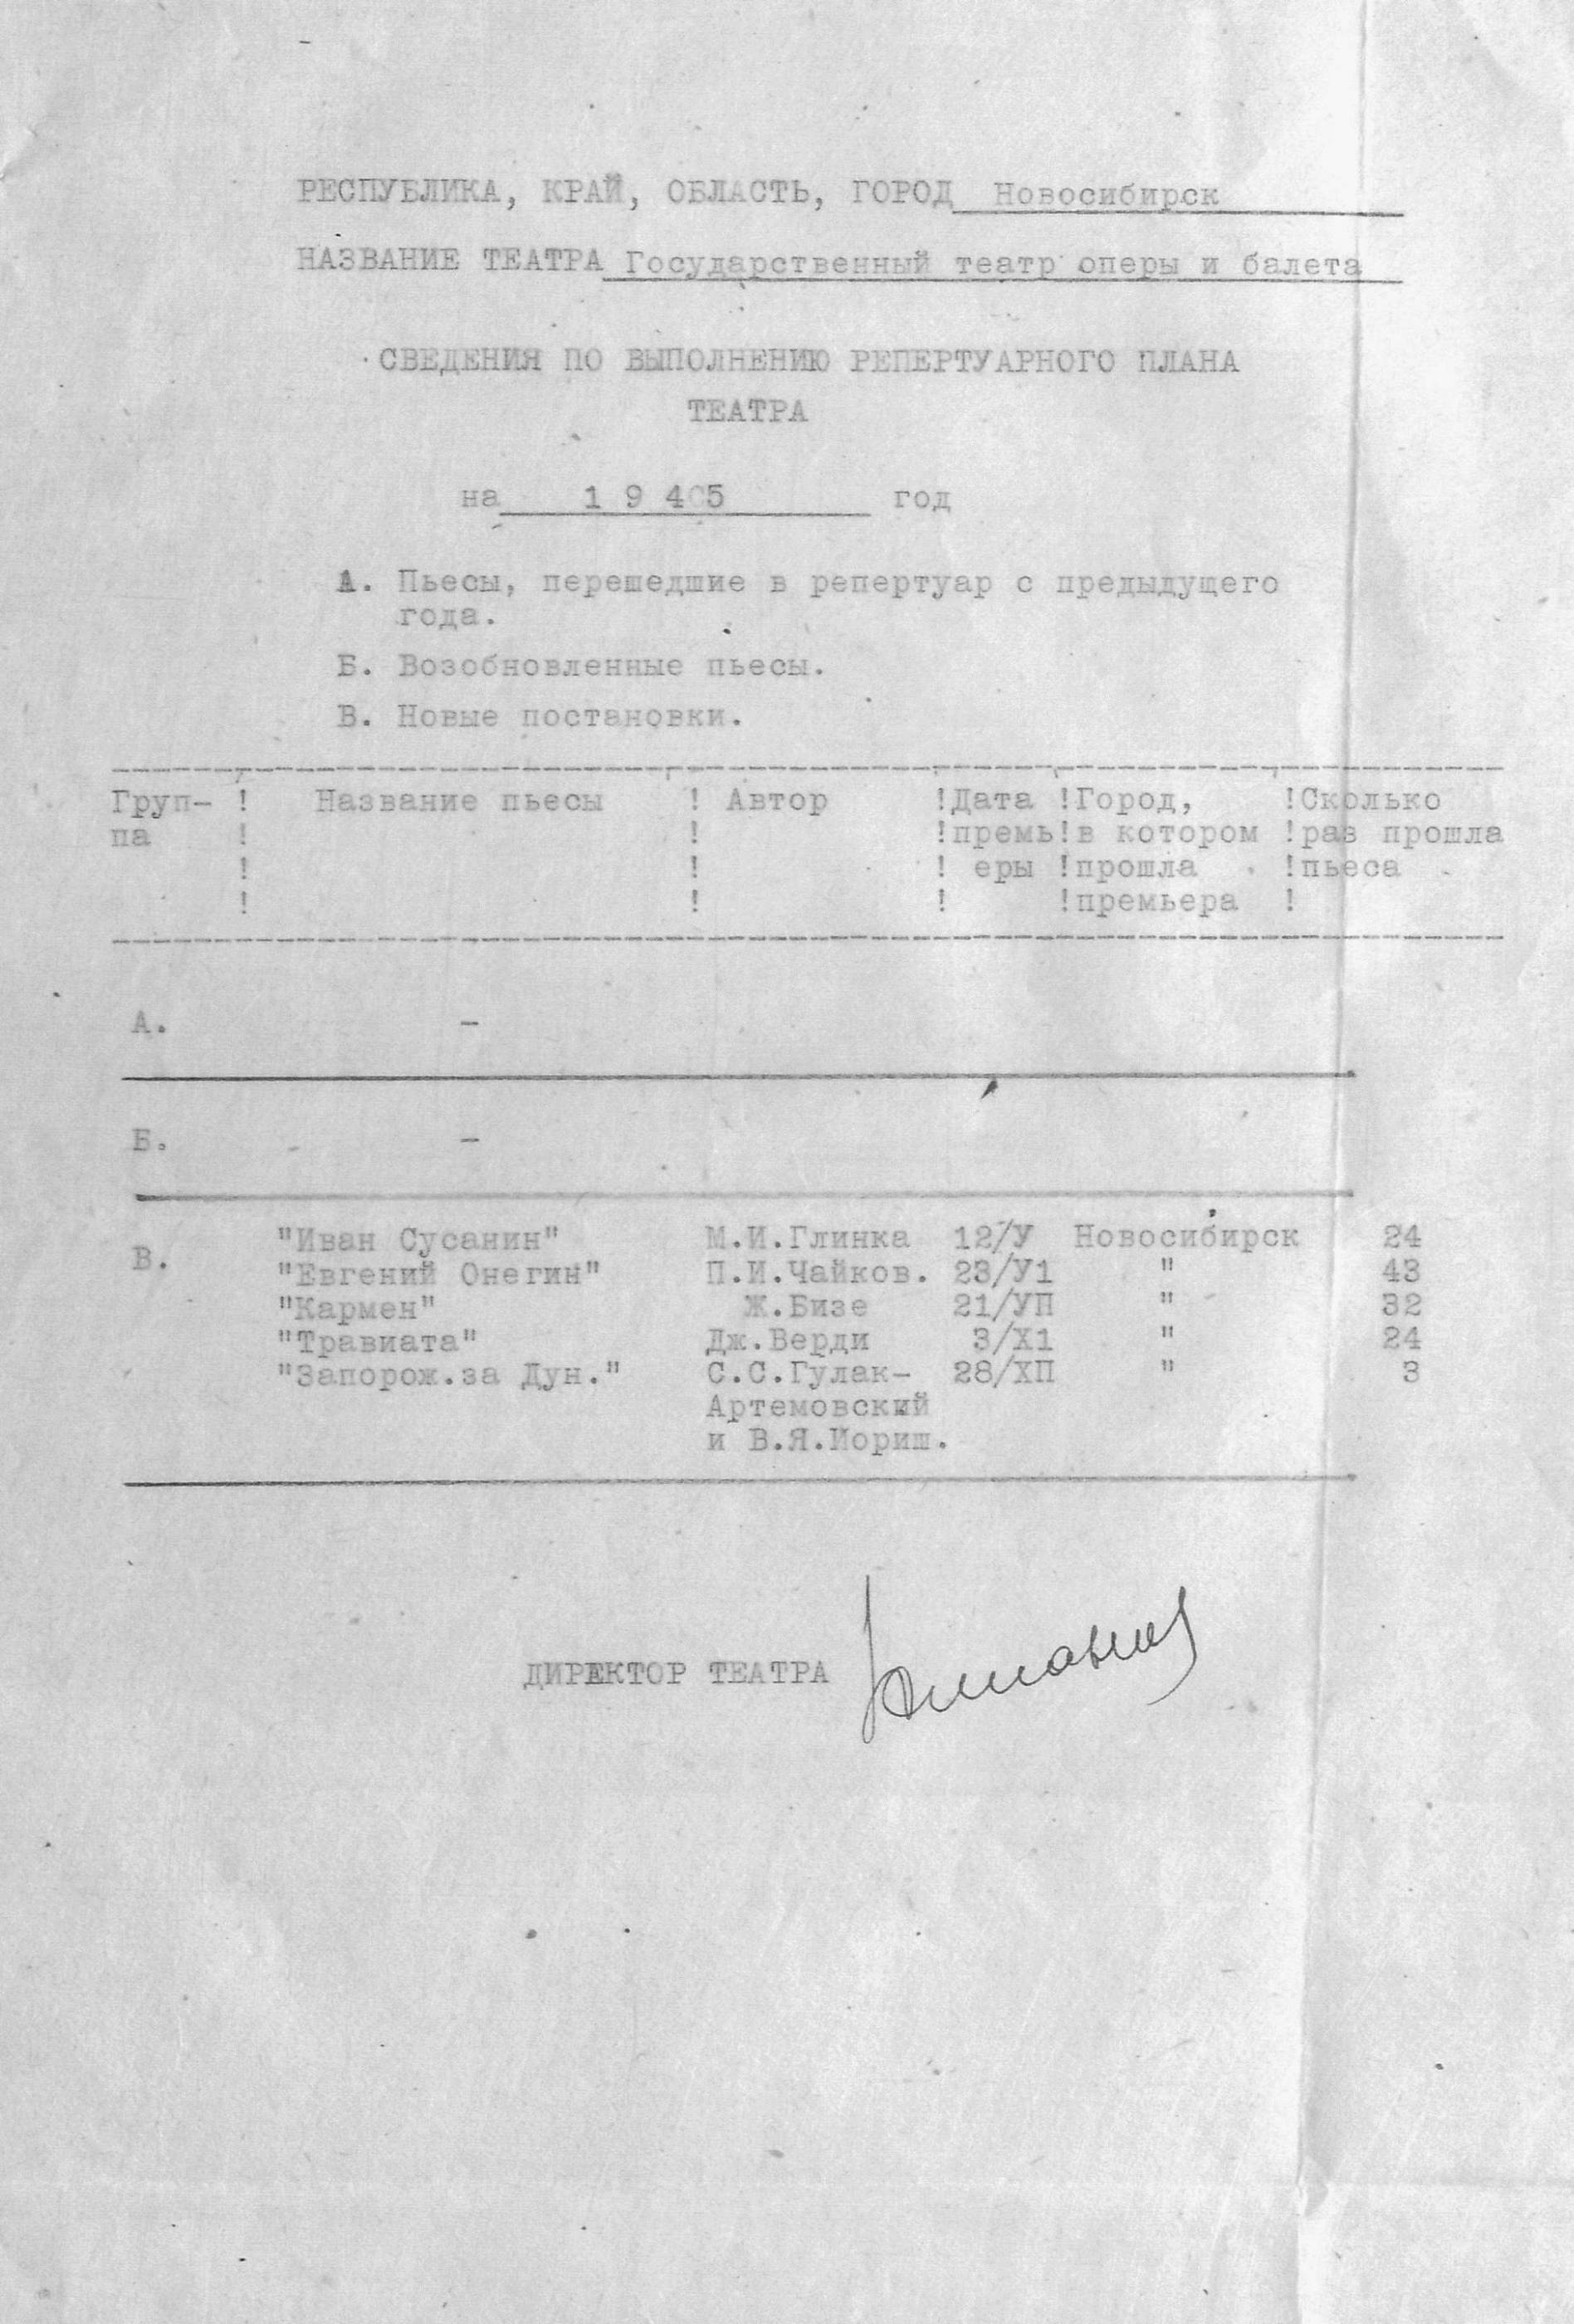 РЕСПУБЛИКА, КРАЙ, ОБЛАСТЬ, ГОРОД Новосибирск
НАЗВАНИЕ ТЕАТРА Государственный театр оперы и балета
СВЕДЕНИЯ ПО ВЫПОЛНЕНИЮ РЕПЕРТУАРНОГО ПЛАНА
ТЕАТРА
на 1945 год
А. Пьесы, перешедшие в репертуар с предыдущего
года.
Б. Возобновленные пьесы.
В. Новые постановки.
Груп- ! Название пьесы ! Автор !Дата !Город, !Сколько
па ! ! !премь!в котором !раз прошла
! ! ! еры !прошла !пьеса
! ! ! !премьера !
А. -
Б. -
В. "Иван Сусанин" М.И.Глинка 12/У Новосибирск 24
"Евгений Онегин" П.И.Чайков. 23/У1 " 43
"Кармен" Ж.Бизе 21/УП " 32
"Травиата" Дж.Верди 3/Х1 " 24
"Запорож.за Дун." С.С.Гулак- 28/ХП " 3
Артемовский
и В.Я.Иориш.
ДИРЕКТОР ТЕАТРА